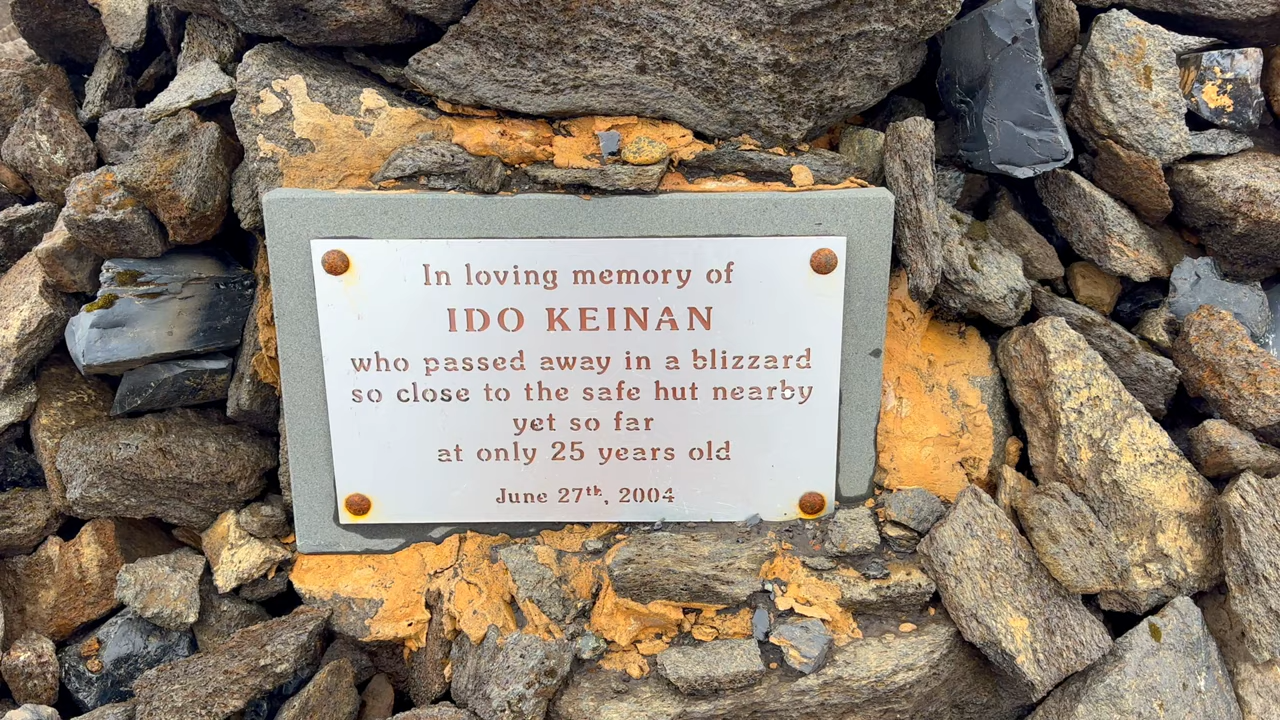 In loving memory of
IDO KEINAN
who passed away in a blizzard
so close to the safe hut nearby
yet so far
at only 25 years old
June 27th, 2004